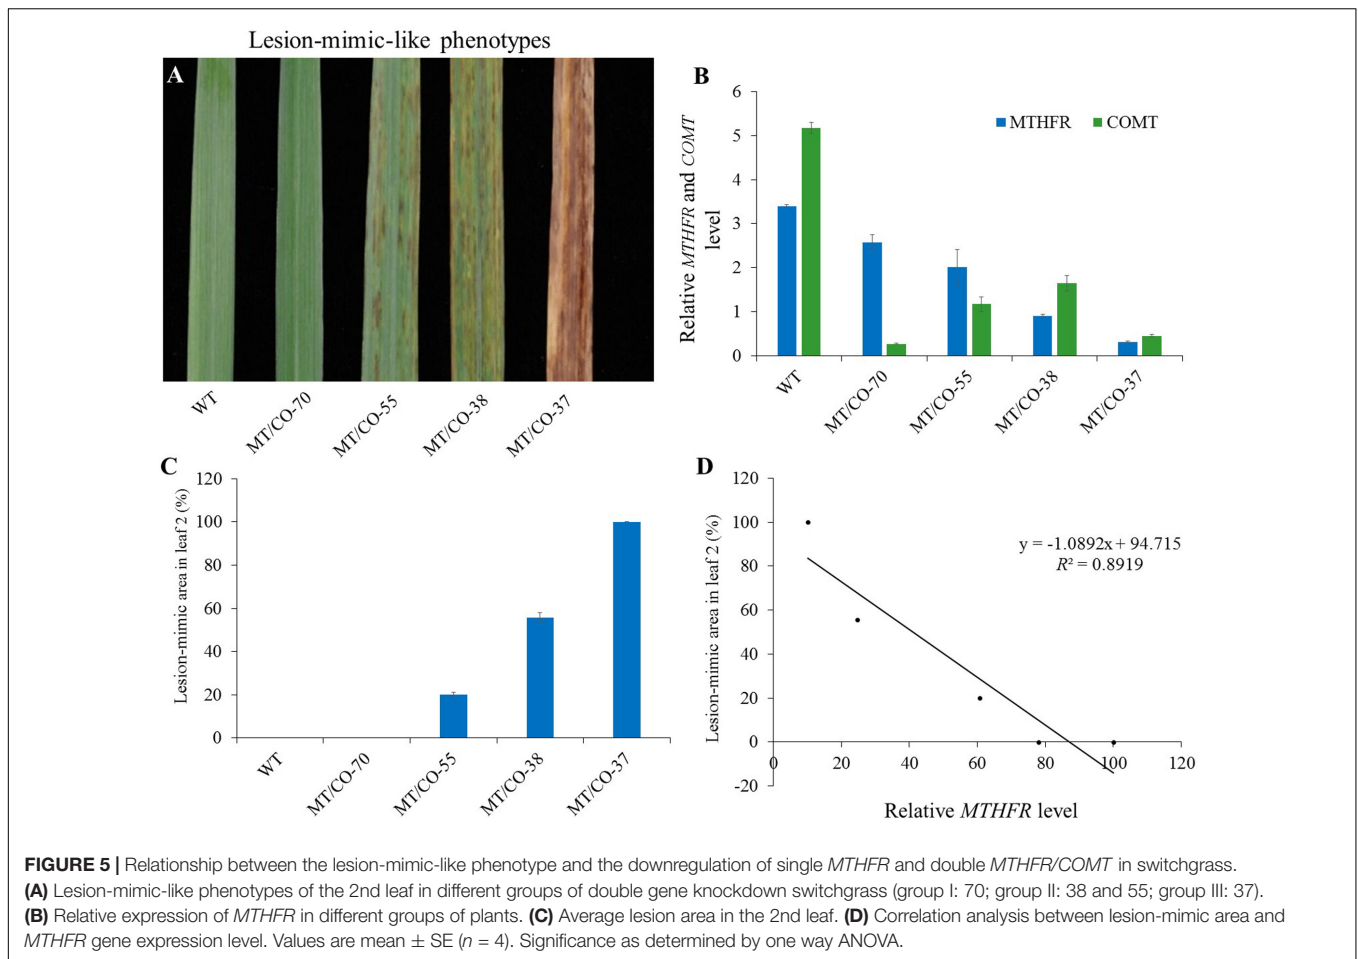 Lesion-mimic-like phenotypes
A
WT
MT/CO-70
MT/CO-55
MT/CO-38
MT/CO-37
B
Relative MTHFR and COMT
level
6
5
4
3
2
1
0
MTHFR
COMT
WT
MT/CO-70
MT/CO-55
MT/CO-38
MT/CO-37
C
Lesion-mimic area in leaf 2 (%)
120
100
80
60
40
20
0
WT
MT/CO-70
MT/CO-55
MT/CO-38
MT/CO-37
D
Lesion-mimic area in leaf 2 (%)
120
100
80
60
40
20
0
-20
y = -1.0892x + 94.715
R² = 0.8919
0
20
40
60
80
100
120
Relative MTHFR level
FIGURE 5 | Relationship between the lesion-mimic-like phenotype and the downregulation of single MTHFR and double MTHFR/COMT in switchgrass.
(A) Lesion-mimic-like phenotypes of the 2nd leaf in different groups of double gene knockdown switchgrass (group I: 70; group II: 38 and 55; group III: 37).
(B) Relative expression of MTHFR in different groups of plants. (C) Average lesion area in the 2nd leaf. (D) Correlation analysis between lesion-mimic area and
MTHFR gene expression level. Values are mean ± SE (n = 4). Significance as determined by one way ANOVA.